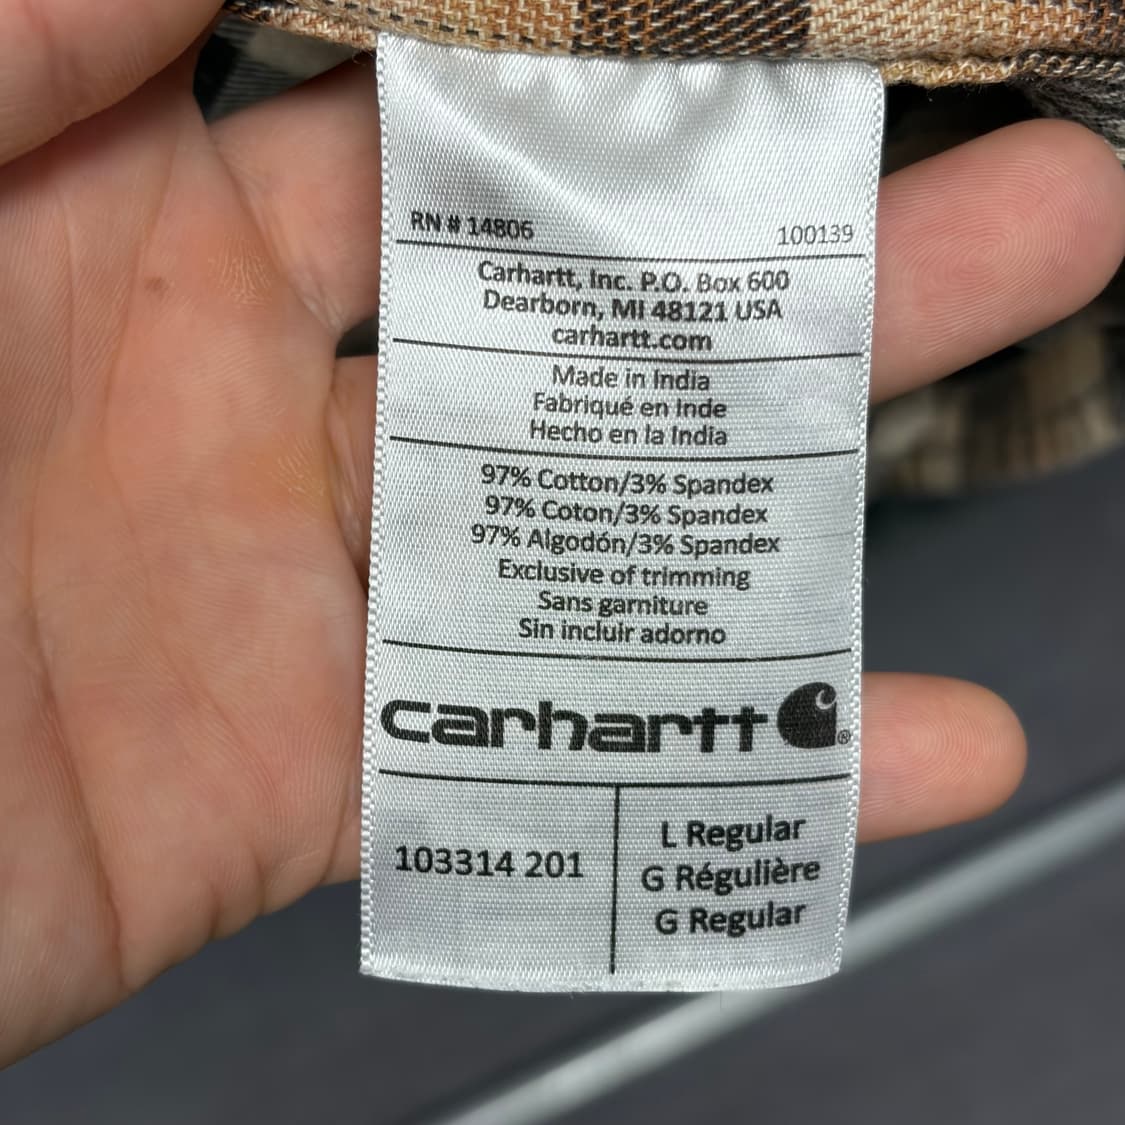 RN # 14806 100139
Carhartt, Inc. P.O. Box 600
Dearborn, MI 48121 USA
carhartt.com
Made in India
Fabriqué en Inde
Hecho en la India
97% Cotton/3% Spandex
97% Coton/3% Spandex
97% Algodón/3% Spandex
Exclusive of trimming
Sans garniture
Sin incluir adorno
carhartt ®
103314 201
L Regular
G Régulière
G Regular